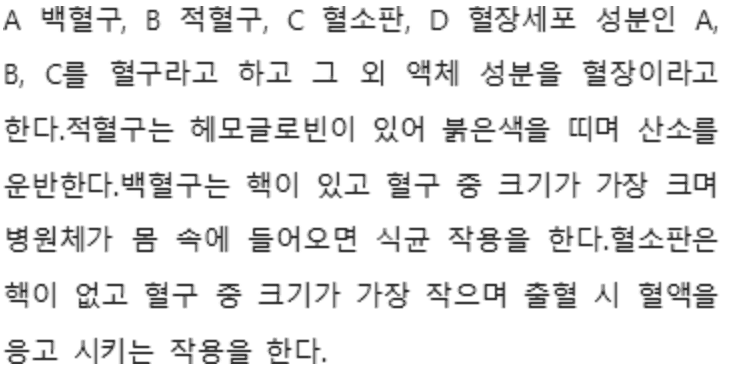 A 백혈구, B 적혈구, C 혈소판, D 혈장세포 성분인 A,
B, C를 혈구라고 하고 그 외 액체 성분을 혈장이라고
한다.적혈구는 헤모글로빈이 있어 붉은색을 띠며 산소를
운반한다.백혈구는 핵이 있고 혈구 중 크기가 가장 크며
병원체가 몸 속에 들어오면 식균 작용을 한다.혈소판은
핵이 없고 혈구 중 크기가 가장 작으며 출혈 시 혈액을
응고 시키는 작용을 한다.